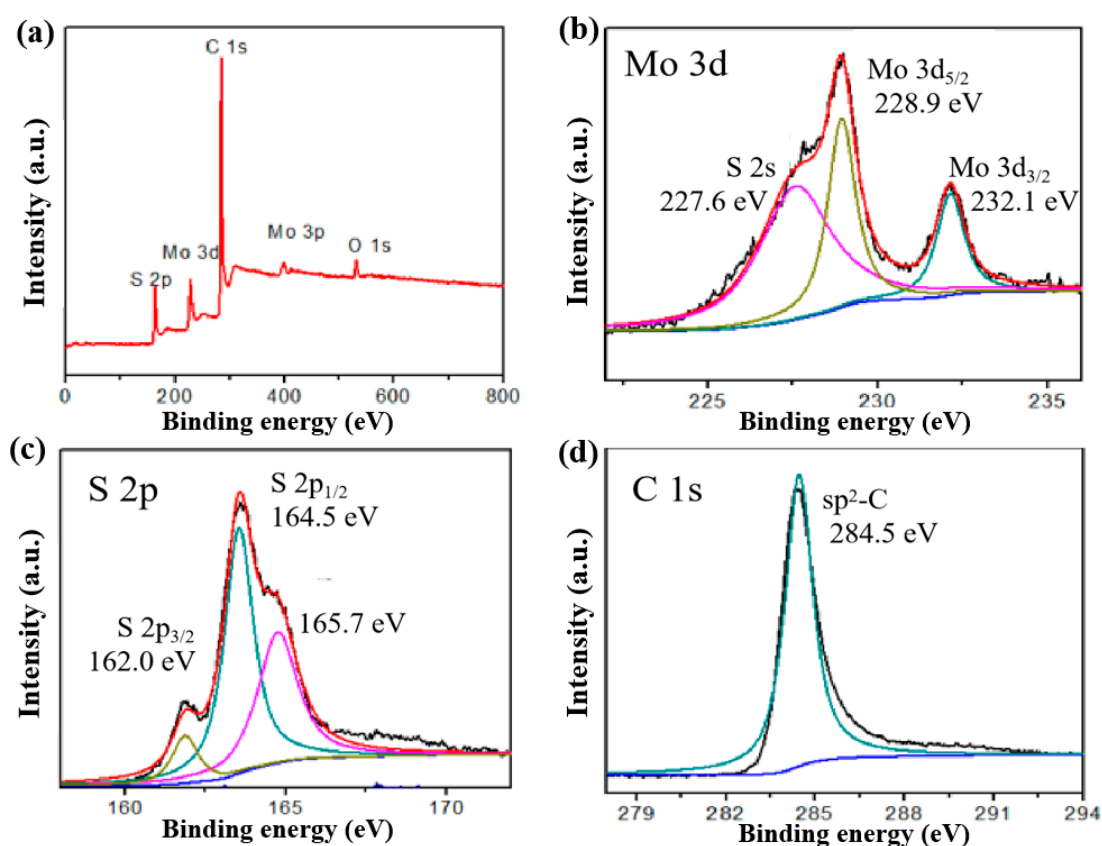 (a)
C 1s
Mo 3d
S 2p
Mo 3p
O 1s
Intensity (a.u.)
0 200 400 600 800
Binding energy (eV)
(b)
Mo 3d
Mo 3d5/2
228.9 eV
S 2s
227.6 eV
Mo 3d3/2
232.1 eV
Intensity (a.u.)
225 230 235
Binding energy (eV)
(c)
S 2p
S 2p1/2
164.5 eV
165.7 eV
S 2p3/2
162.0 eV
Intensity (a.u.)
160 165 170
Binding energy (eV)
(d)
C 1s
sp²-C
284.5 eV
Intensity (a.u.)
279 282 285 288 291 294
Binding energy (eV)